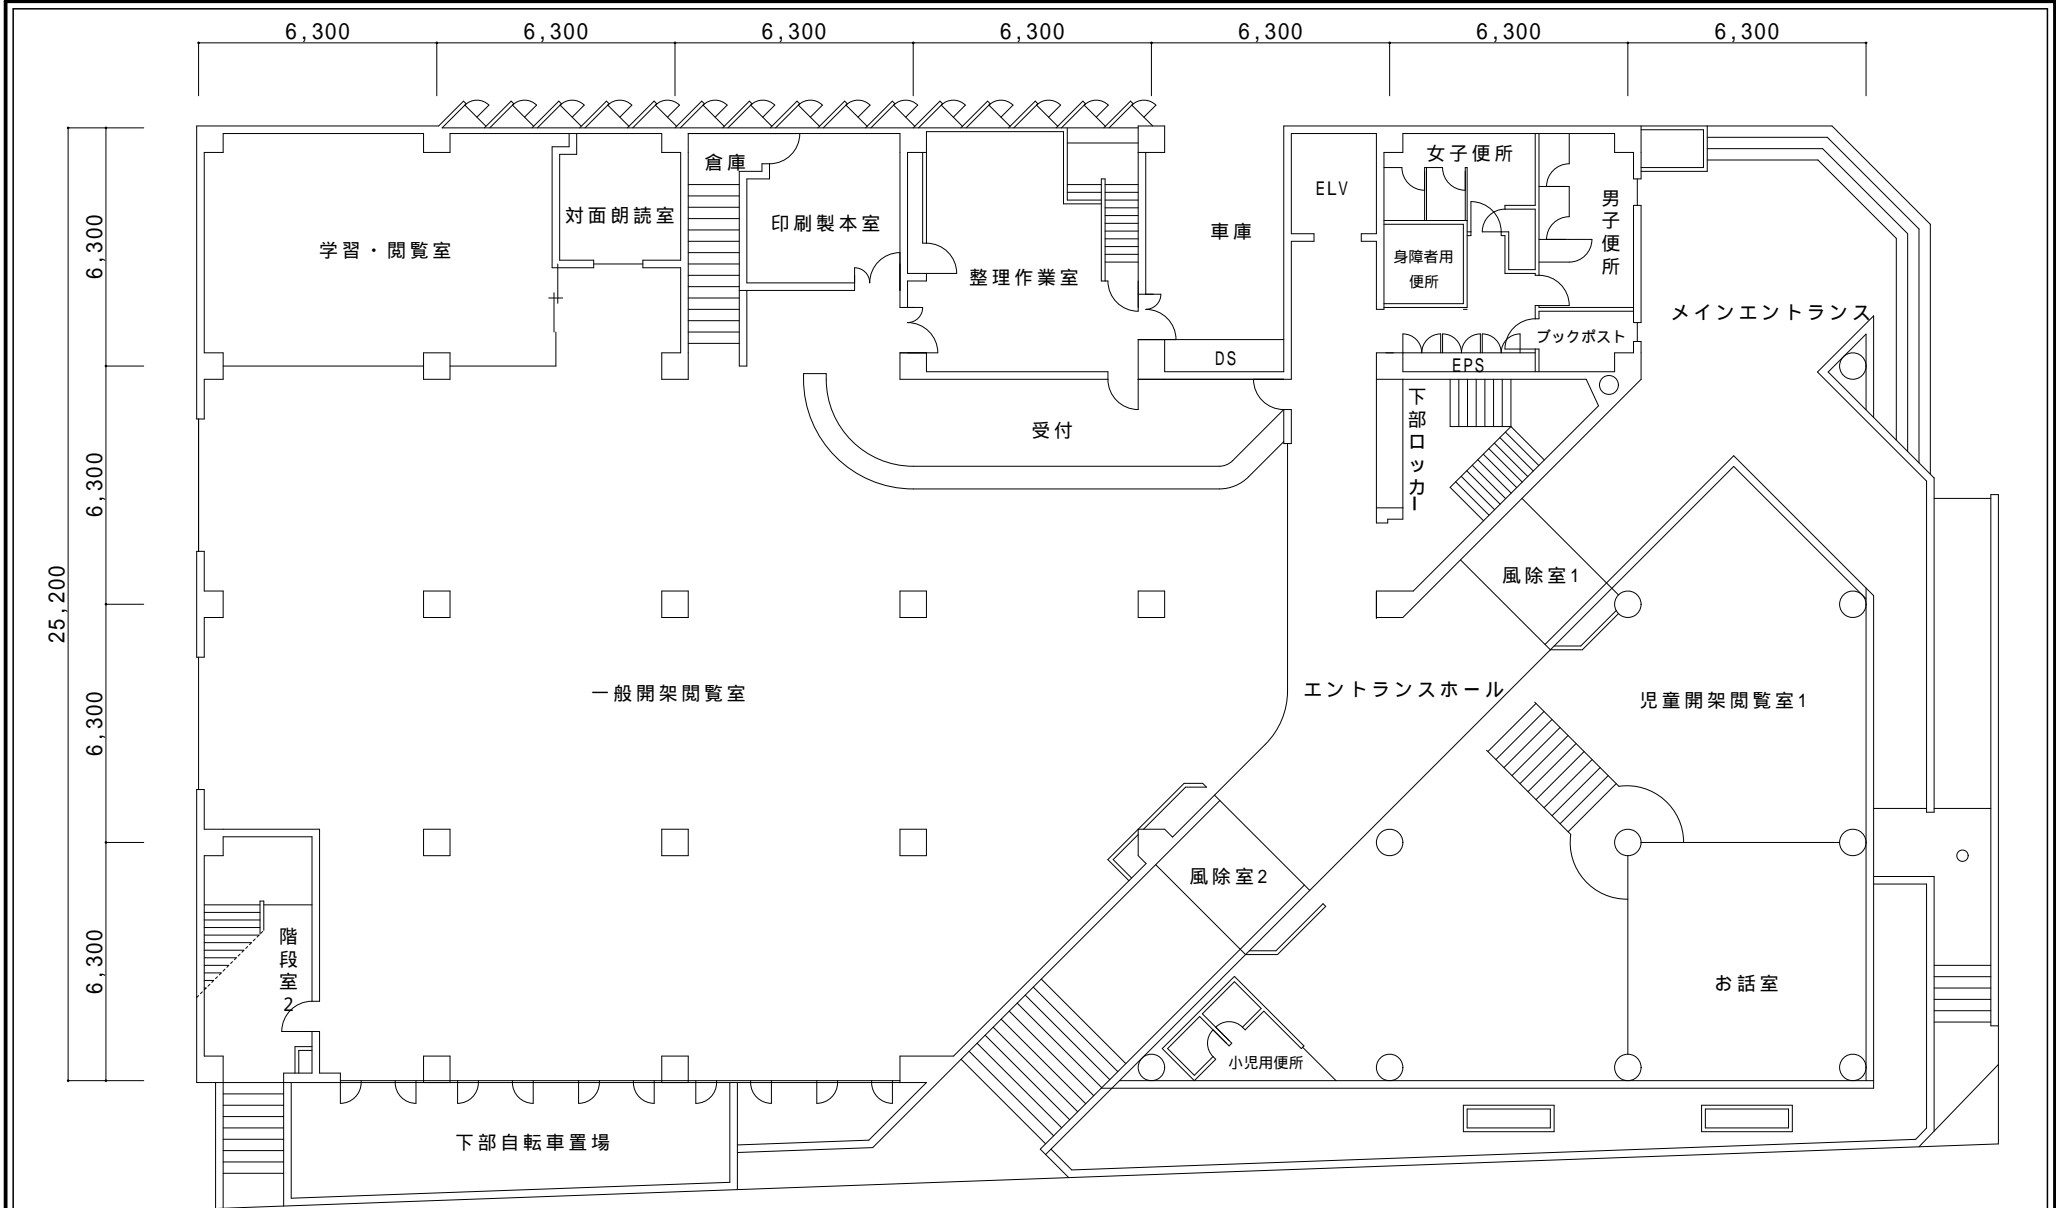 6,300
6,300
6,300
6,300
6,300
6,300
6,300
25,200
6,300
6,300
6,300
6,300
倉庫
女子便所
対面朗読室
印刷製本室
ELV
男子便所
学習・閲覧室
車庫
整理作業室
身障者用
便所
メインエントランス
ブックポスト
DS
EPS
下部ロッカー
受付
風除室1
一般開架閲覧室
エントランスホール
児童開架閲覧室1
風除室2
階段室2
お話室
小児用便所
下部自転車置場